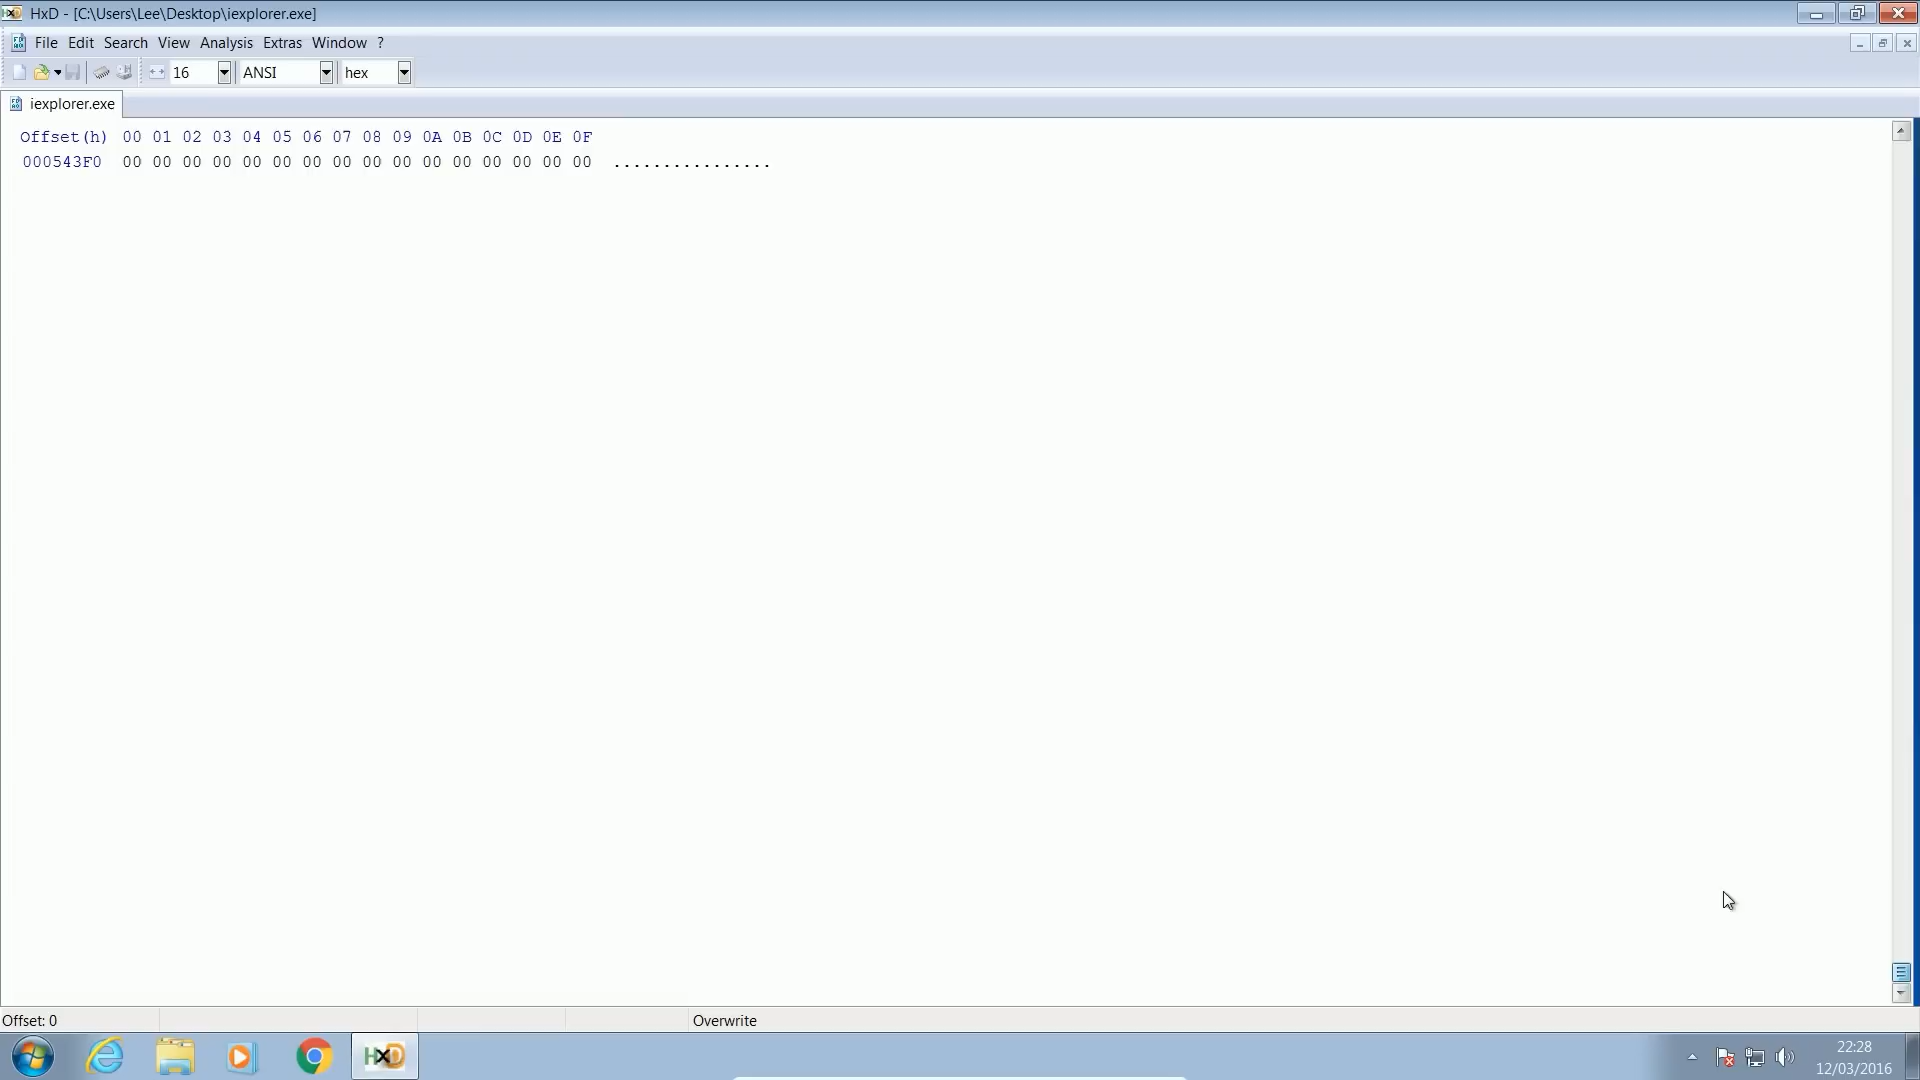 HxD - [C:\Users\Lee\Desktop\iexplorer.exe]
File Edit Search View Analysis Extras Window ?
16 ANSI hex
iexplorer.exe
Offset(h) 00 01 02 03 04 05 06 07 08 09 0A 0B 0C 0D 0E 0F
000543F0 00 00 00 00 00 00 00 00 00 00 00 00 00 00 00 00 ................
Offset: 0 Overwrite
HXD 22:28
12/03/2016